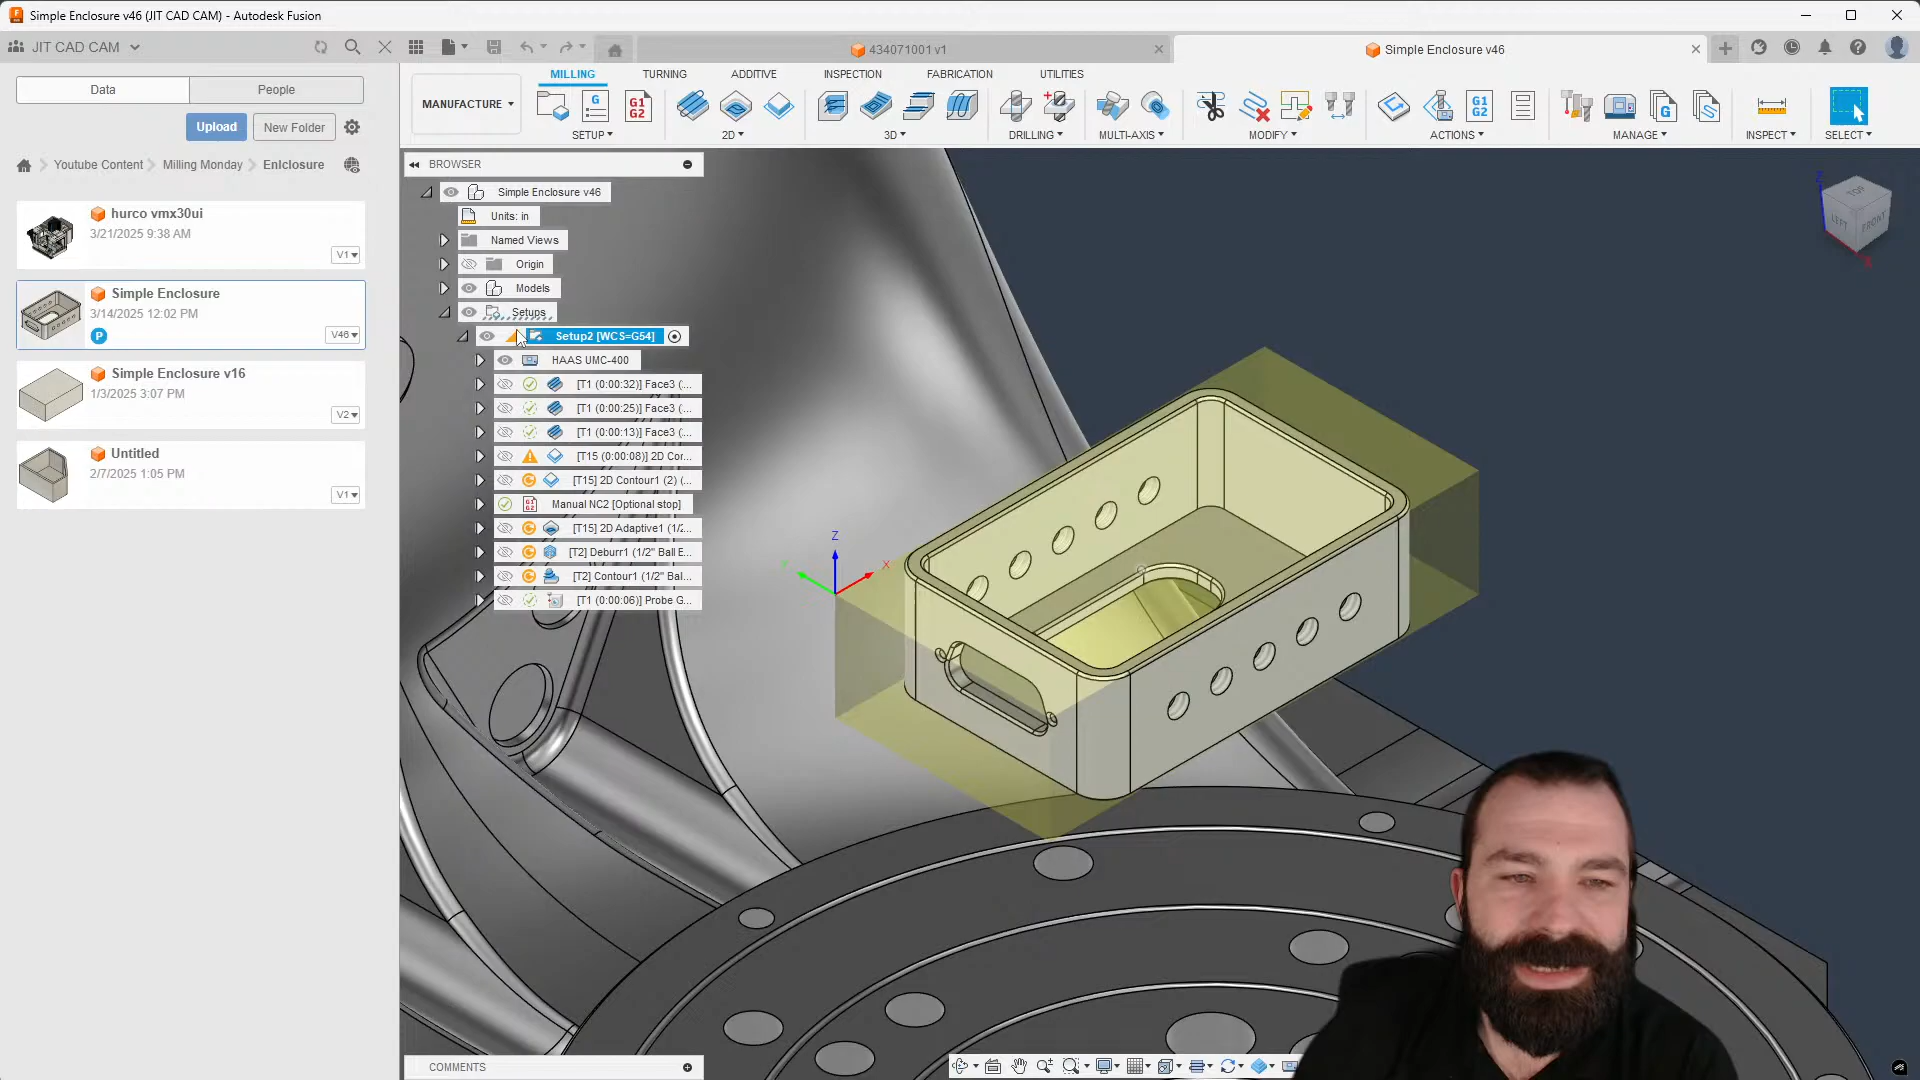 Simple Enclosure v46 (JIT CAD CAM) - Autodesk Fusion
JIT CAD CAM
434071001 v1
Simple Enclosure v46
Data
People
Upload
New Folder
Youtube Content
Milling Monday
Enlclosure
hurco vmx30ui
3/21/2025 9:38 AM
V1
Simple Enclosure
3/14/2025 12:02 PM
P
V46
Simple Enclosure v16
1/3/2025 3:07 PM
V2
Untitled
2/7/2025 1:05 PM
V1
MANUFACTURE
MILLING
TURNING
ADDITIVE
INSPECTION
FABRICATION
UTILITIES
SETUP
2D
3D
DRILLING
MULTI-AXIS
MODIFY
ACTIONS
MANAGE
INSPECT
SELECT
BROWSER
Simple Enclosure v46
Units: in
Named Views
Origin
Models
Setups
Setup2 [WCS=G54]
HAAS UMC-400
[T1 (0:00:32)] Face3 (...
[T1 (0:00:25)] Face3 (...
[T1 (0:00:13)] Face3 (...
[T15 (0:00:08)] 2D Cor...
[T15] 2D Contour1 (2) (...
Manual NC2 [Optional stop]
[T15] 2D Adaptive1 (1/2...
[T2] Deburr1 (1/2" Ball E...
[T2] Contour1 (1/2" Bal...
[T1 (0:00:06)] Probe G...
Z
X
Y
TOP
LEFT
FRONT
Z
X
COMMENTS